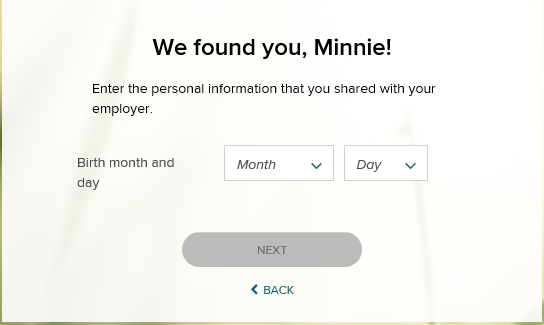 We found you, Minnie!
Enter the personal information that you shared with your
employer.
Birth month and
day
Month
Day
NEXT
BACK